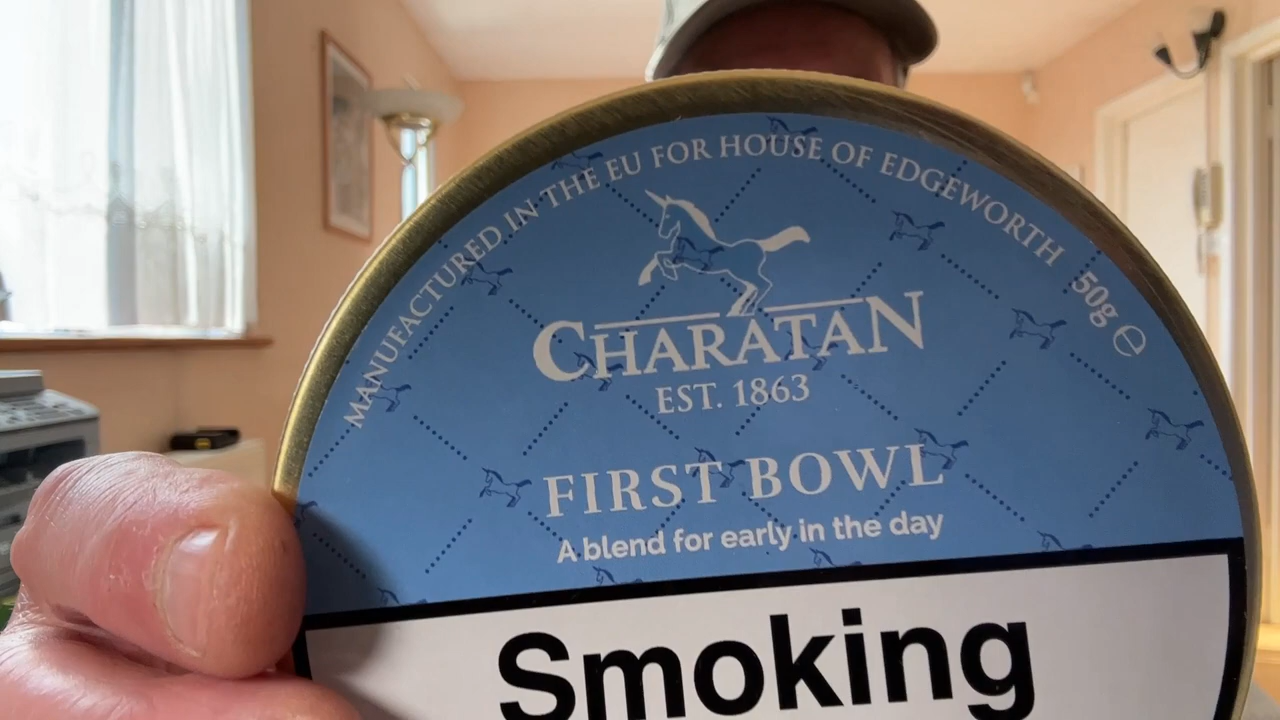 MANUFACTURED IN THE EU FOR HOUSE OF EDGEWORTH 50g ℮
CHARATAN
EST. 1863
FIRST BOWL
A blend for early in the day
Smoking